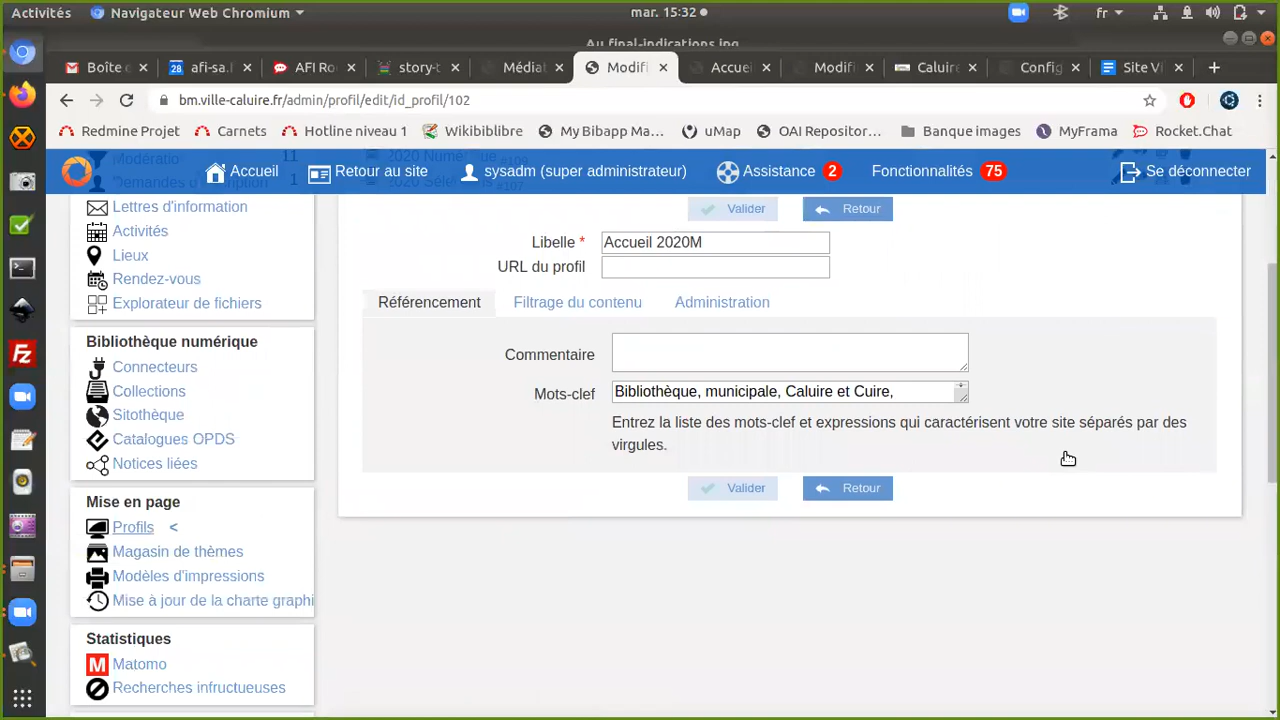 Activités
Navigateur Web Chromium
mar. 15:32
fr
Au final-indications.jpg
Boîte
afi-sa.
AFI Ro
story-t
Médiat
Modifi
Accuei
Modifi
Caluire
Config
Site Vi
bm.ville-caluire.fr/admin/profil/edit/id_profil/102
Redmine Projet
Carnets
Hotline niveau 1
Wikibiblibre
My Bibapp Ma...
uMap
OAI Repositor...
Banque images
MyFrama
Rocket.Chat
Accueil
Retour au site
sysadm (super administrateur)
Assistance 2
Fonctionnalités 75
Se déconnecter
Modératio 11
Lettres d'information
Activités
Lieux
Rendez-vous
Explorateur de fichiers
Bibliothèque numérique
Connecteurs
Collections
Sitothèque
Catalogues OPDS
Notices liées
Mise en page
Profils <
Magasin de thèmes
Modèles d'impressions
Mise à jour de la charte graphi
Statistiques
Matomo
Recherches infructueuses
Valider
Retour
Libelle *
Accueil 2020M
URL du profil
Référencement
Filtrage du contenu
Administration
Commentaire
Mots-clef
Bibliothèque, municipale, Caluire et Cuire,
Entrez la liste des mots-clef et expressions qui caractérisent votre site séparés par des
virgules.
Valider
Retour